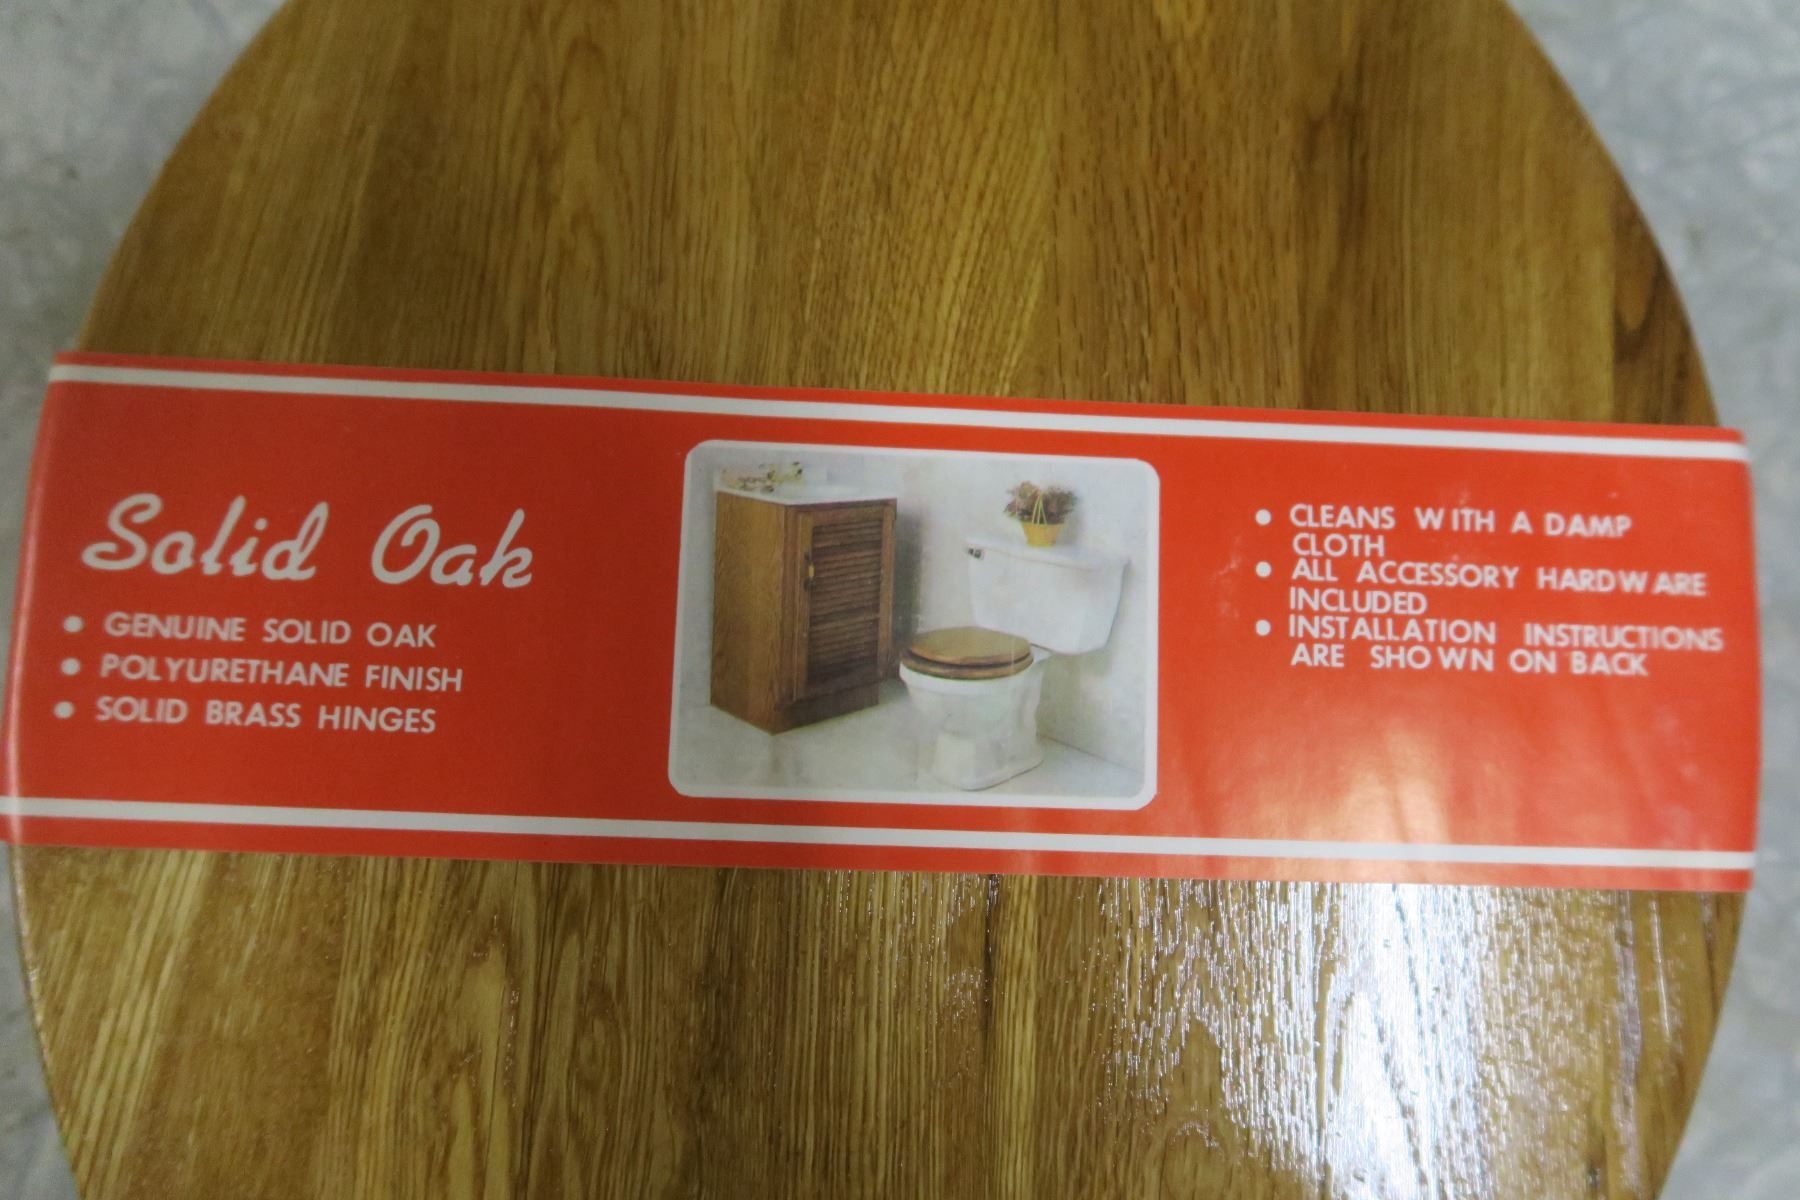 Solid Oak
• GENUINE SOLID OAK
• POLYURETHANE FINISH
• SOLID BRASS HINGES
• CLEANS WITH A DAMP
CLOTH
• ALL ACCESSORY HARDWARE
INCLUDED
• INSTALLATION INSTRUCTIONS
ARE SHOWN ON BACK